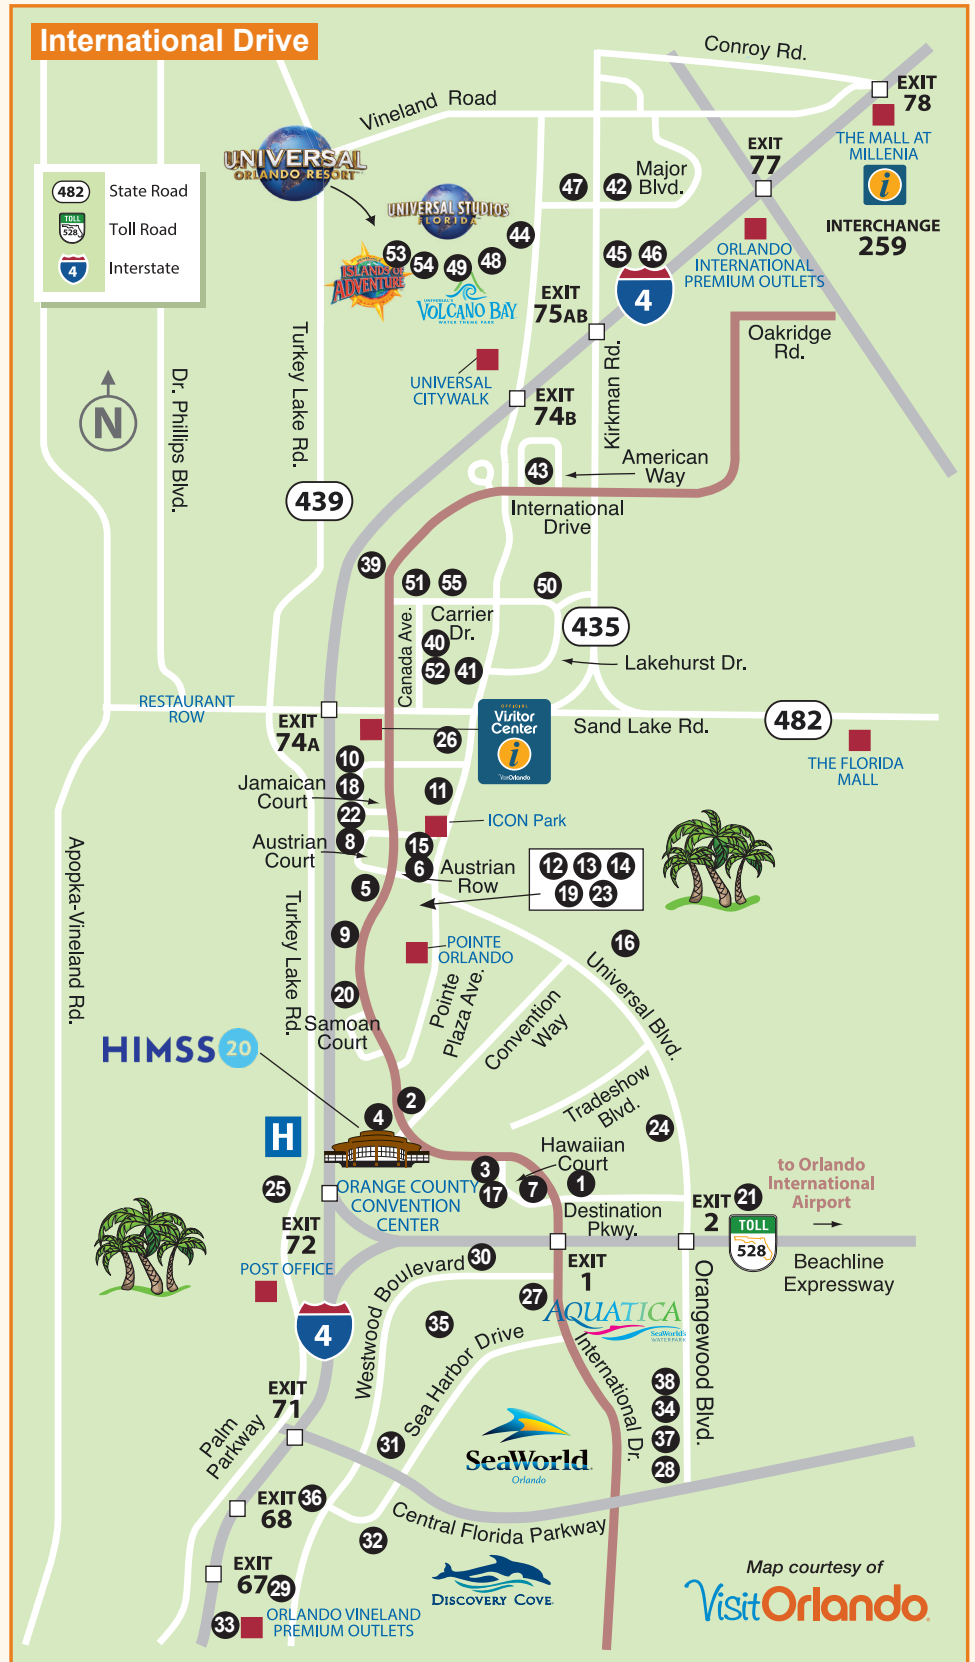 International Drive
Conroy Rd.
EXIT
78
Vineland Road
THE MALL AT
MILLENIA
i
INTERCHANGE
259
EXIT
77
UNIVERSAL
ORLANDO RESORT
Major
Blvd.
47
42
482
State Road
TOLL
528
Toll Road
4
Interstate
UNIVERSAL STUDIOS
FLORIDA
44
ORLANDO
INTERNATIONAL
PREMIUM OUTLETS
53
54
49
48
45
46
ISLANDS OF
ADVENTURE
UNIVERSAL'S
VOLCANO BAY
WATER THEME PARK
4
EXIT
75AB
Oakridge
Rd.
Turkey Lake Rd.
Dr. Phillips Blvd.
N
UNIVERSAL
CITYWALK
EXIT
74B
Kirkman Rd.
American
Way
43
439
International
Drive
39
51
55
50
Canada Ave.
Carrier
Dr.
435
40
52
41
Lakehurst Dr.
RESTAURANT
ROW
EXIT
74A
OFFICIAL
Visitor
Center
i
VisitOrlando
Sand Lake Rd.
482
26
THE FLORIDA
MALL
10
18
Jamaican
Court
11
22
ICON Park
Austrian
Court
8
15
6
Austrian
Row
12
13
14
19
23
5
Apopka-Vineland Rd.
Turkey Lake Rd.
9
POINTE
ORLANDO
16
Universal Blvd.
20
Samoan
Court
Pointe
Plaza Ave.
Convention
Way
HIMSS 20
Tradeshow
Blvd.
2
4
24
H
Hawaiian
Court
3
17
7
1
25
ORANGE COUNTY
CONVENTION
CENTER
to Orlando
International
Airport
EXIT
2
21
Destination
Pkwy.
TOLL
528
EXIT
72
Beachline
Expressway
30
EXIT
1
POST OFFICE
Westwood Boulevard
27
AQUATICA
SeaWorld's
WATERPARK
4
35
Sea Harbor Drive
International Dr.
Orangewood Blvd.
38
34
37
28
EXIT
71
Palm
Parkway
31
SeaWorld
Orlando
EXIT
68
36
Central Florida Parkway
32
EXIT
67
29
DISCOVERY COVE
33
ORLANDO VINELAND
PREMIUM OUTLETS
Map courtesy of
VisitOrlando